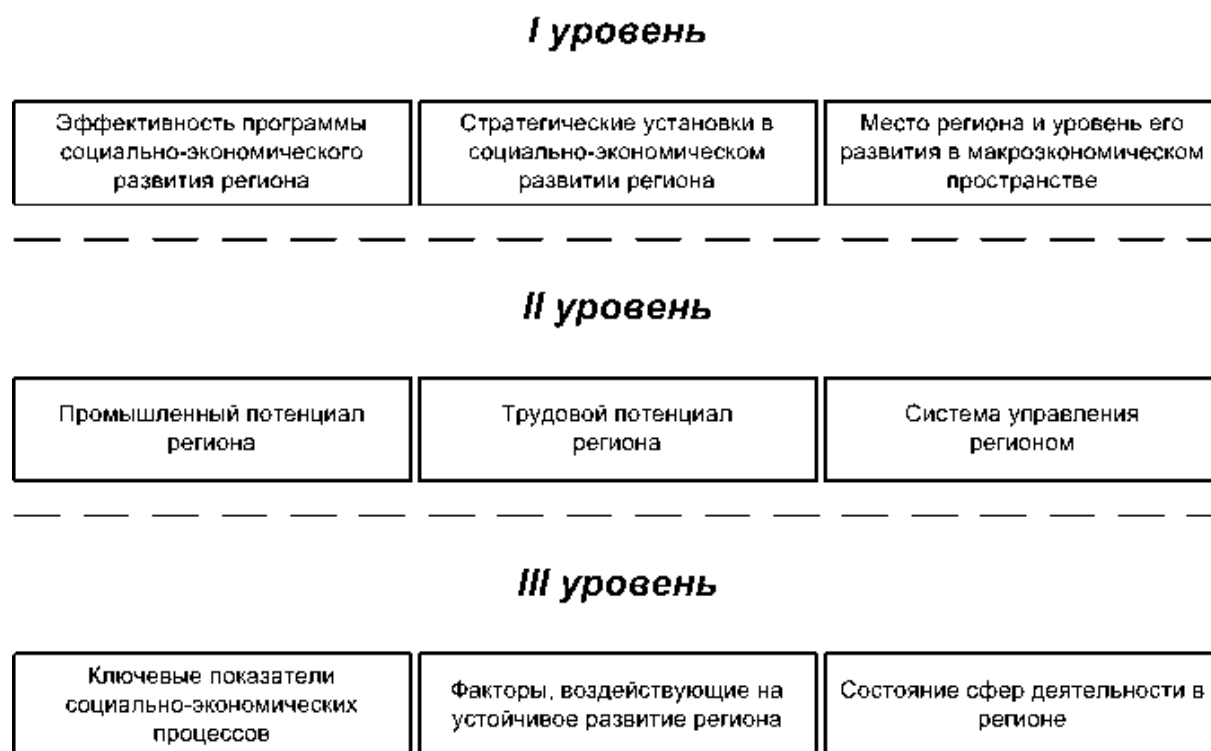 I уровень
Эффективность программы
социально-экономического
развития региона
Стратегические установки в
социально-экономическом
развитии региона
Место региона и уровень его
развития в макроэкономическом
пространстве
II уровень
Промышленный потенциал
региона
Трудовой потенциал
региона
Система управления
регионом
III уровень
Ключевые показатели
социально-экономических
процессов
Факторы, воздействующие на
устойчивое развитие региона
Состояние сфер деятельности в
регионе